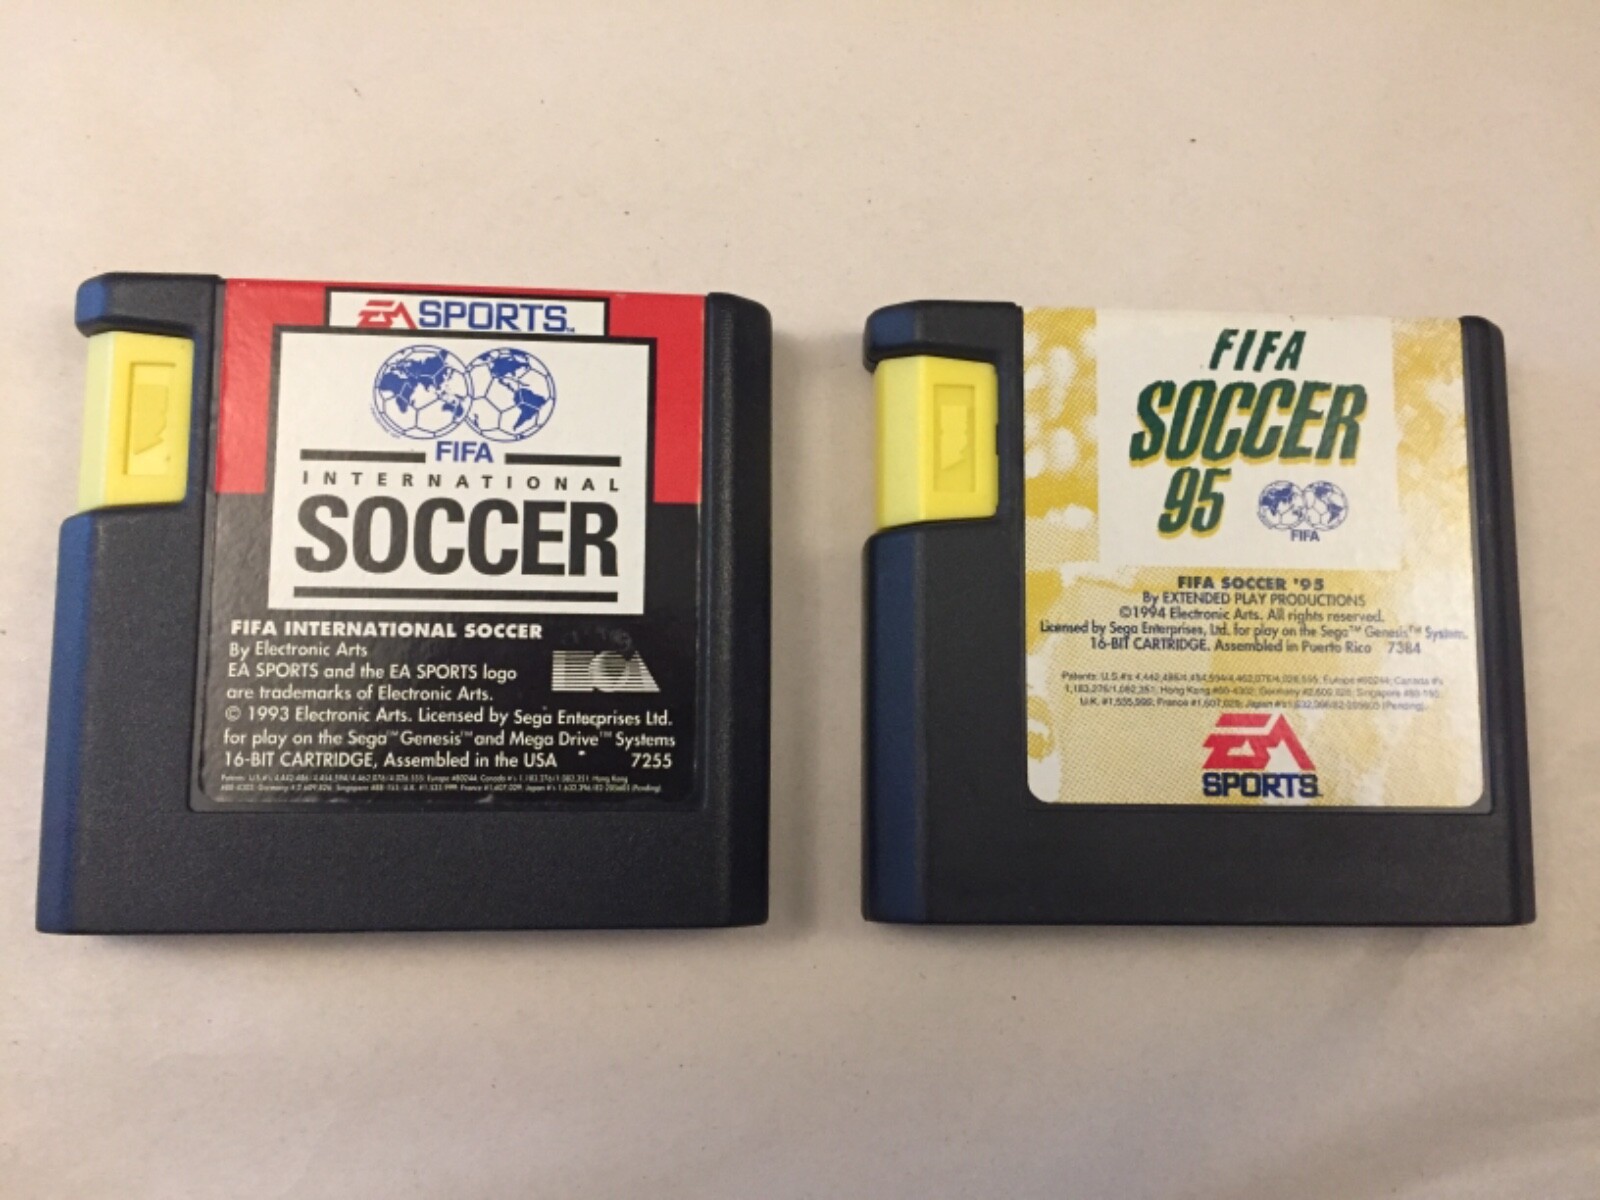 EA SPORTS™
FIFA
INTERNATIONAL
SOCCER
FIFA INTERNATIONAL SOCCER
By Electronic Arts
EA SPORTS and the EA SPORTS logo
are trademarks of Electronic Arts.
© 1993 Electronic Arts. Licensed by Sega Enterprises Ltd.
for play on the Sega™ Genesis™ and Mega Drive™ Systems
16-BIT CARTRIDGE, Assembled in the USA 7255
FIFA
SOCCER
95
FIFA
FIFA SOCCER '95
By EXTENDED PLAY PRODUCTIONS
©1994 Electronic Arts. All rights reserved.
Licensed by Sega Enterprises, Ltd. for play on the Sega™ Genesis™ System.
16-BIT CARTRIDGE. Assembled in Puerto Rico 7384
EA
SPORTS™